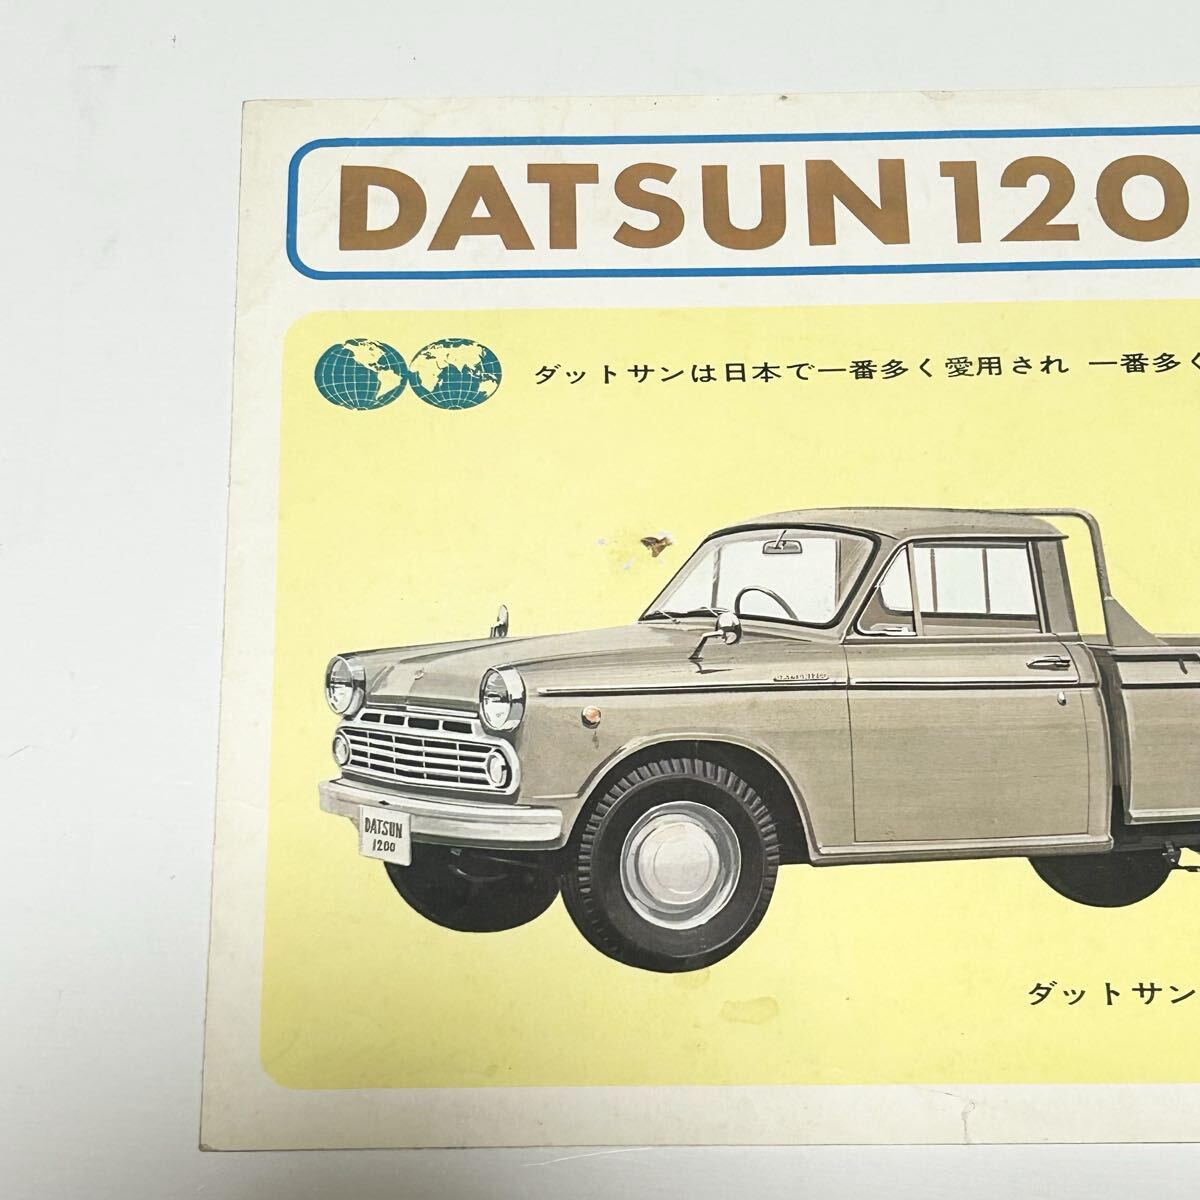 DATSUN 120
ダットサンは日本で一番多く愛用され 一番多く
DATSUN1200
DATSUN
1200
ダットサン